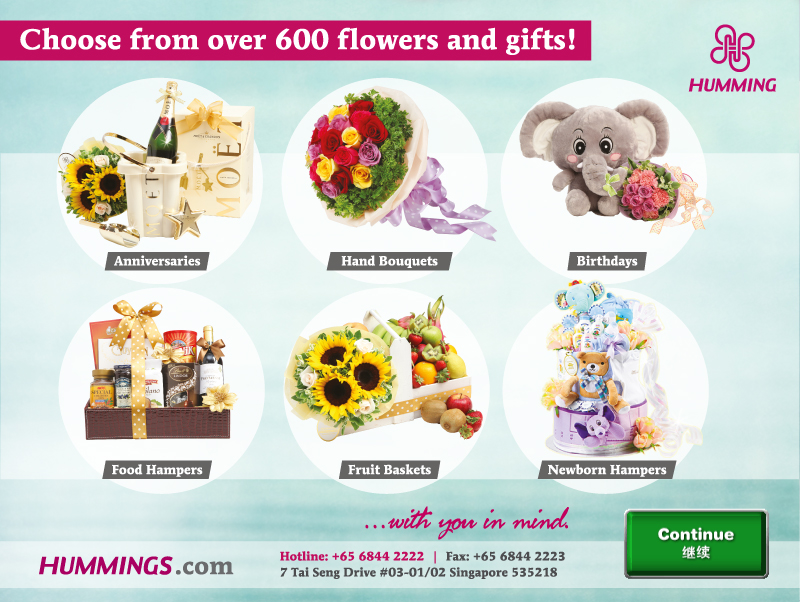 Choose from over 600 flowers and gifts!
HUMMING
MOËT
Anniversaries
Hand Bouquets
Birthdays
Food Hampers
Fruit Baskets
Newborn Hampers
...with you in mind.
HUMMINGS.com
Hotline: +65 6844 2222 | Fax: +65 6844 2223
7 Tai Seng Drive #03-01/02 Singapore 535218
Continue
继续